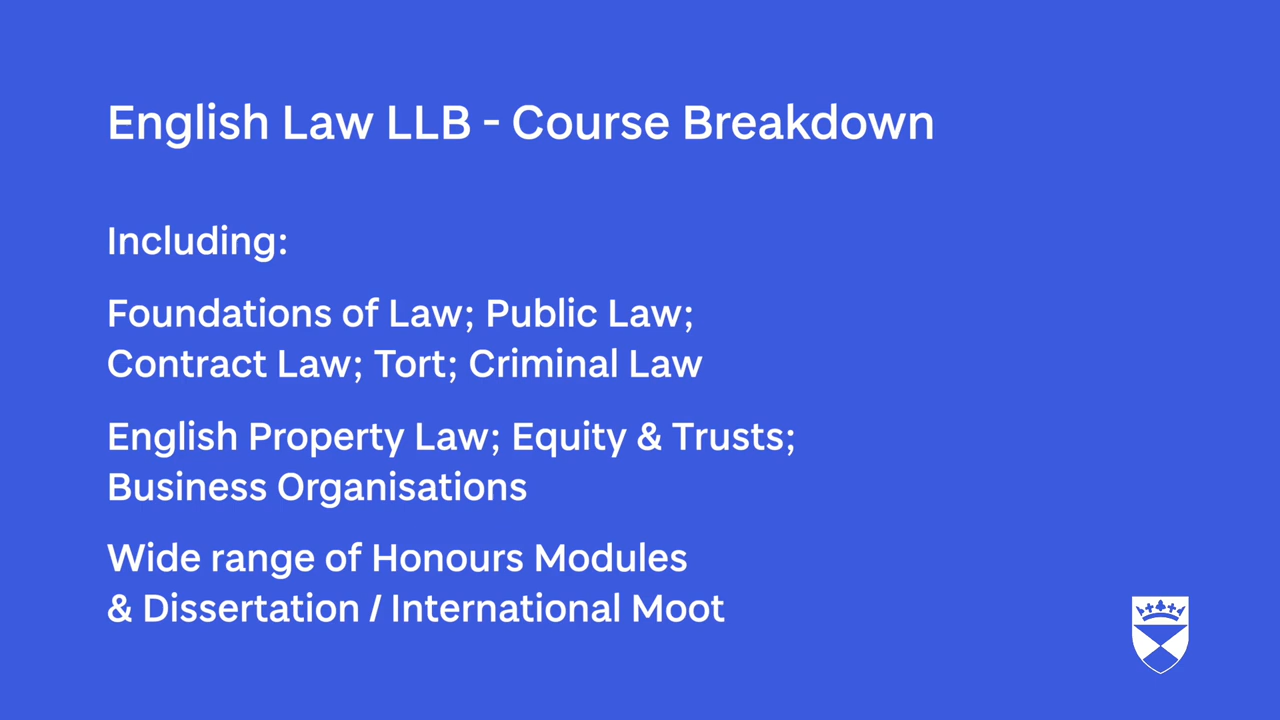 English Law LLB - Course Breakdown
Including:
Foundations of Law; Public Law;
Contract Law; Tort; Criminal Law
English Property Law; Equity & Trusts;
Business Organisations
Wide range of Honours Modules
& Dissertation / International Moot